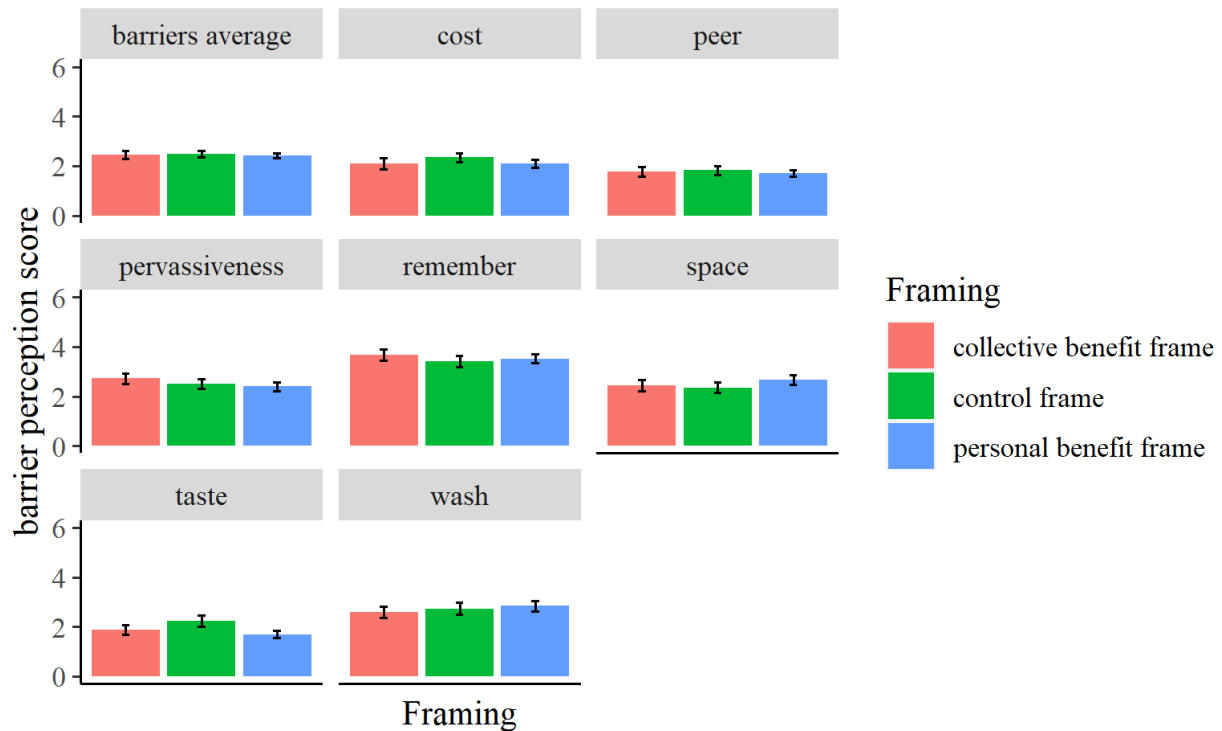 barriers average
cost
peer
6
4
2
0
pervassiveness
remember
space
6
4
2
0
taste
wash
6
4
2
0
barrier perception score
Framing
Framing
collective benefit frame
control frame
personal benefit frame